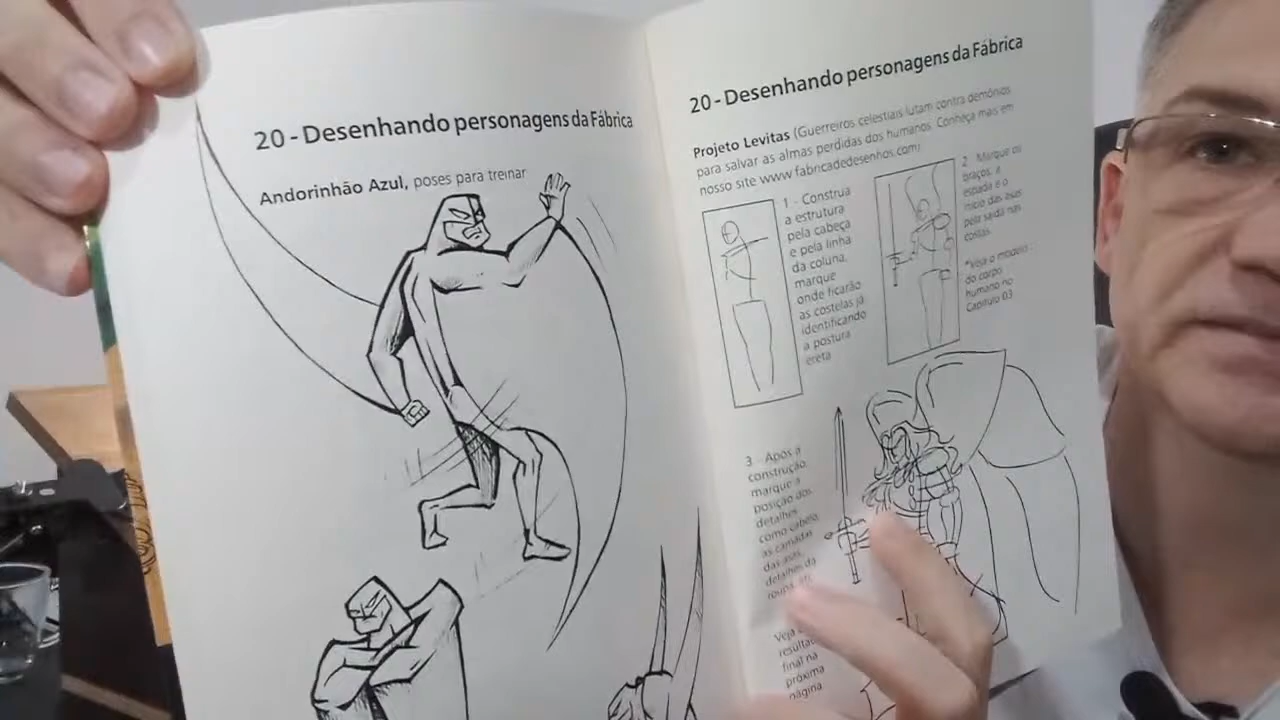 20 - Desenhando personagens da Fábrica
Andorinhão Azul, poses para treinar
20 - Desenhando personagens da Fábrica
Projeto Levitas (Guerreiros celestiais lutam contra demônios
para salvar as almas perdidas dos humanos. Conheça mais em
nosso site www.fabricadedesenhos.com)
1 - Construa
a estrutura
pela cabeça
e pela linha
da coluna,
marque
onde ficarão
as costelas já
identificando
a postura
ereta
2 - Marque os
braços, a
espada e o
início das asas
pela saída nas
costas.
*Veja o modelo
do corpo
humano no
Capítulo 03
3 - Após a
construção,
marque a
posição dos
detalhes
como cabelo,
as camadas
das asas,
detalhes da
roupa,
Veja
resultado
final na
próxima
página